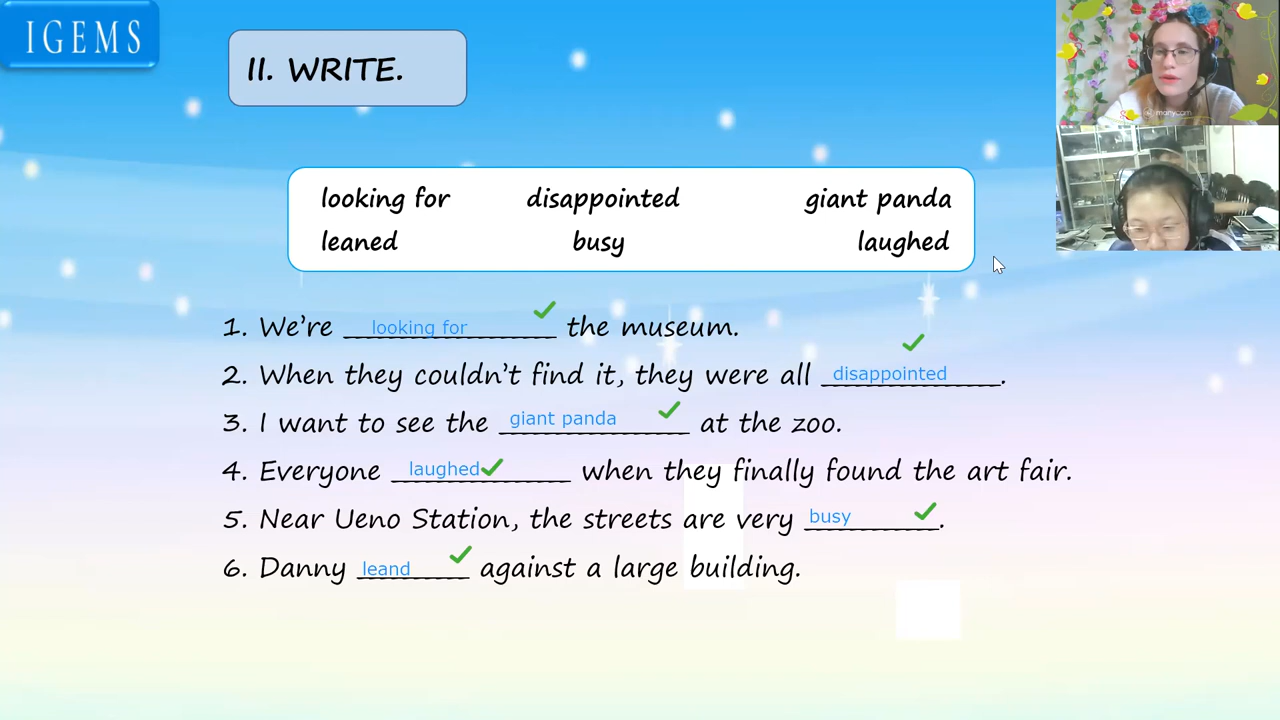 IGEMS
II. WRITE.
looking for disappointed giant panda
leaned busy laughed
1. We're looking for the museum.
2. When they couldn't find it, they were all disappointed.
3. I want to see the giant panda at the zoo.
4. Everyone laughed when they finally found the art fair.
5. Near Ueno Station, the streets are very busy.
6. Danny leand against a large building.
manycam